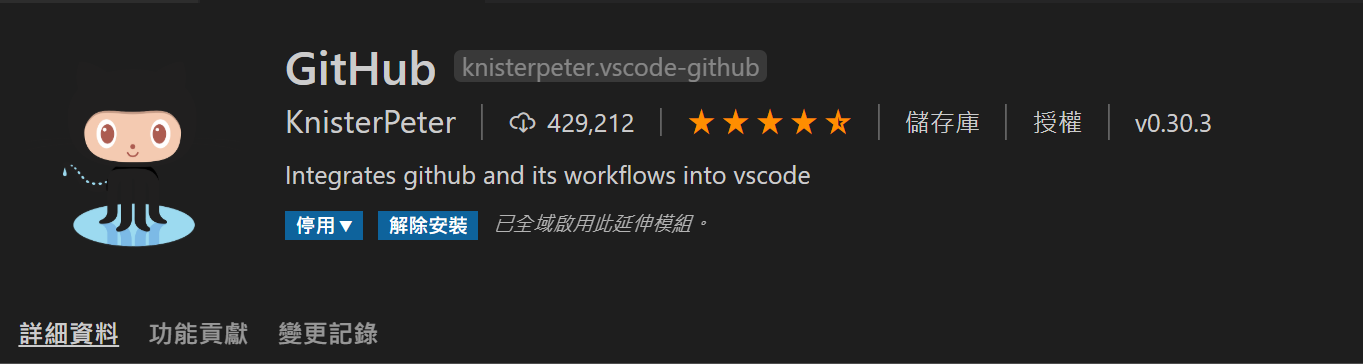 GitHub knisterpeter.vscode-github
KnisterPeter 429,212 儲存庫 授權 v0.30.3
Integrates github and its workflows into vscode
停用 解除安裝 已全域啟用此延伸模組。
詳細資料 功能貢獻 變更記錄